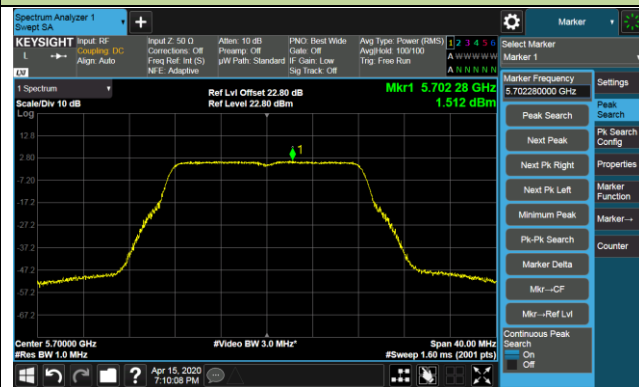 Spectrum Analyzer 1
Swept SA
+
Marker
KEYSIGHT
L
LXI
Input: RF
Coupling: DC
Align: Auto
Input Z: 50 Ω
Corrections: Off
Freq Ref: Int (S)
NFE: Adaptive
Atten: 10 dB
Preamp: Off
µW Path: Standard
PNO: Best Wide
Gate: Off
IF Gain: Low
Sig Track: Off
Avg Type: Power (RMS)
Avg|Hold: 100/100
Trig: Free Run
1 2 3 4 5 6
A W W W W W
A N N N N N
Select Marker
Marker 1
1 Spectrum
Scale/Div 10 dB
Log
Ref Lvl Offset 22.80 dB
Ref Level 22.80 dBm
Mkr1 5.702 28 GHz
1.512 dBm
12.8
2.80
-7.20
-17.2
-27.2
-37.2
-47.2
-57.2
-67.2
1
Center 5.70000 GHz
#Res BW 1.0 MHz
#Video BW 3.0 MHz*
Span 40.00 MHz
#Sweep 1.60 ms (2001 pts)
Marker Frequency
5.702280000 GHz
Peak Search
Next Peak
Next Pk Right
Next Pk Left
Minimum Peak
Pk-Pk Search
Marker Delta
Mkr→CF
Mkr→Ref Lvl
Continuous Peak
Search
On
Off
Settings
Peak
Search
Pk Search
Config
Properties
Marker
Function
Marker→
Counter
?
Apr 15, 2020
7:10:08 PM